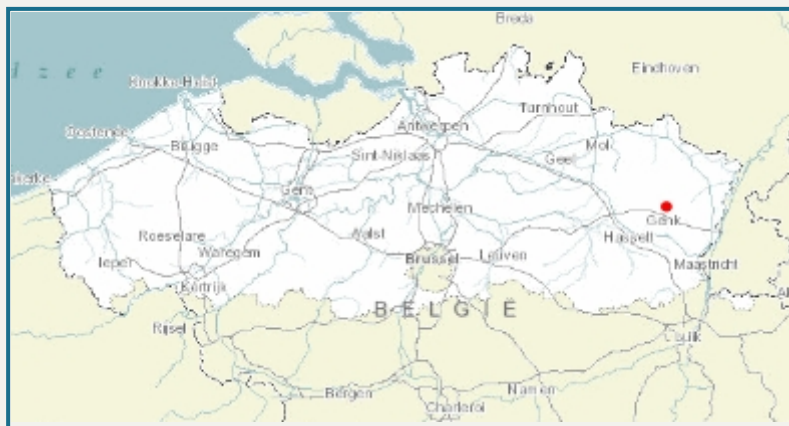 Breda
dzee
Eindhoven
Knokke-Heist
Turnhout
Oostende
Antwerpen
Brugge
Mol
Sint-Niklaas
Geel
Gent
Mechelen
Genk
Roeselare
Aalst
Hasselt
Ieper
Waregem
Brussel
Leuven
Maastricht
Kortrijk
BELGIË
Rijsel
Luik
Bergen
Namen
Charleroi